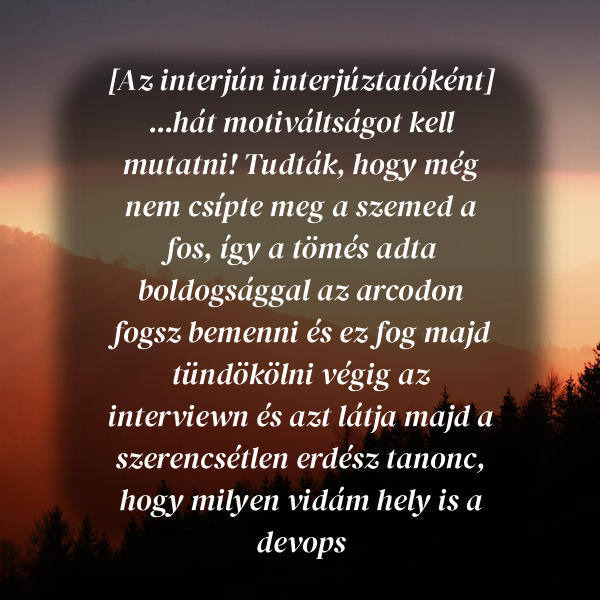 [Az interjún interjúztatóként]
...hát motiváltságot kell
mutatni! Tudták, hogy még
nem csípte meg a szemed a
fos, így a tömés adta
boldogsággal az arcodon
fogsz bemenni és ez fog majd
tündökölni végig az
interviewn és azt látja majd a
szerencsétlen erdész tanonc,
hogy milyen vidám hely is a
devops